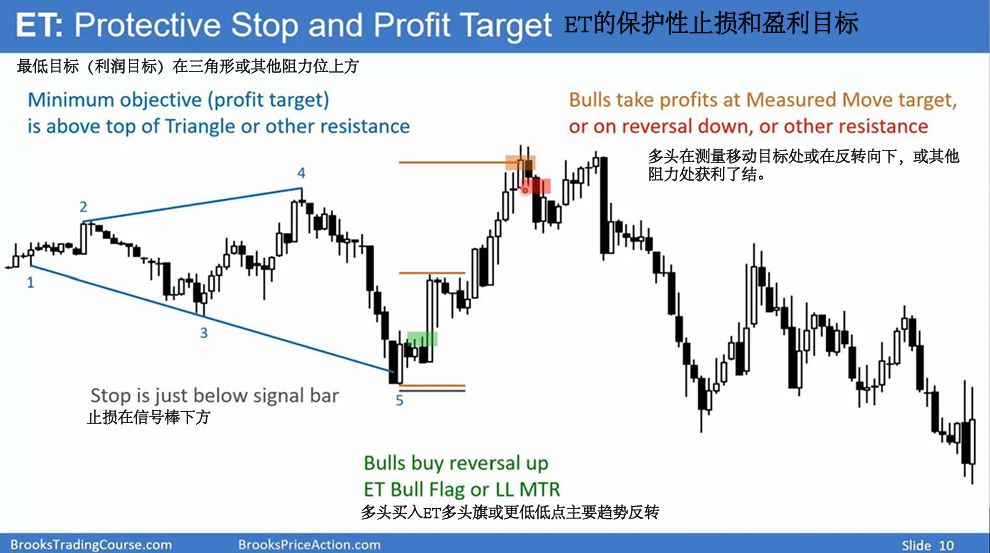 ET: Protective Stop and Profit Target ET的保护性止损和盈利目标
最低目标（利润目标）在三角形或其他阻力位上方
Minimum objective (profit target)
is above top of Triangle or other resistance
Bulls take profits at Measured Move target,
or on reversal down, or other resistance
多头在测量移动目标处或在反转向下，或其他
阻力处获利了结。
4
2
1
3
5
Stop is just below signal bar
止损在信号棒下方
Bulls buy reversal up
ET Bull Flag or LL MTR
多头买入ET多头旗或更低低点主要趋势反转
BrooksTradingCourse.com BrooksPriceAction.com Slide 10